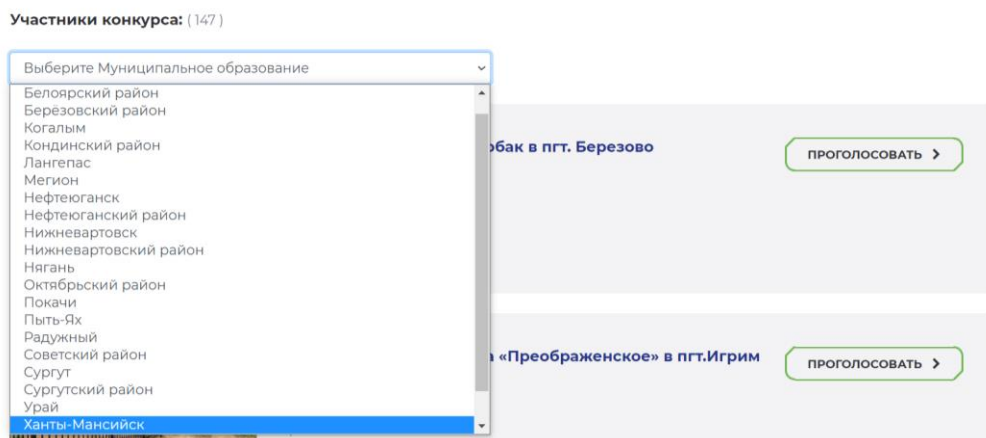 Участники конкурса: (147)
Выберите Муниципальное образование
Белоярский район
Берёзовский район
Когалым
Кондинский район
Лангепас
Мегион
Нефтеюганск
Нефтеюганский район
Нижневартовск
Нижневартовский район
Нягань
Октябрьский район
Покачи
Пыть-Ях
Радужный
Советский район
Сургут
Сургутский район
Урай
Ханты-Мансийск
в пгт. Березово
ПРОГОЛОСОВАТЬ
«Преображенское» в пгт.Игрим
ПРОГОЛОСОВАТЬ